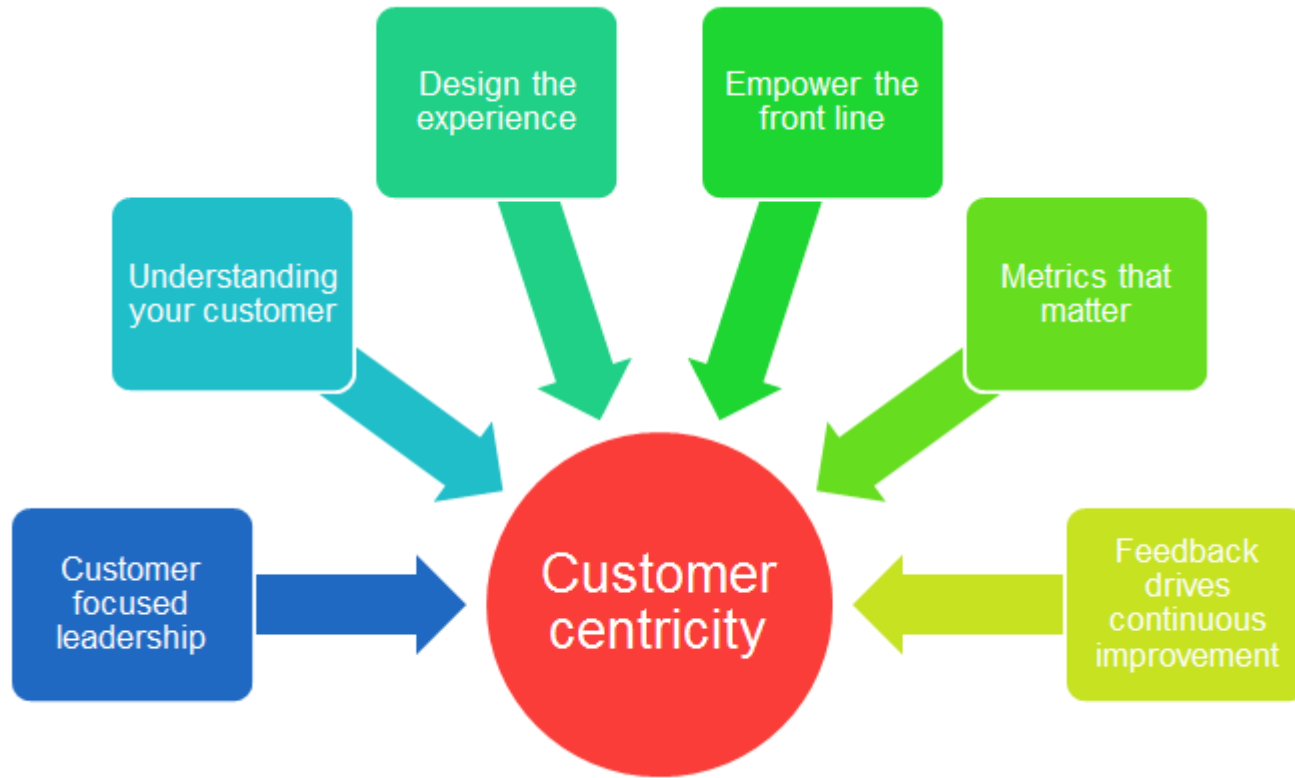 Design the
experience
Empower the
front line
Understanding
your customer
Metrics that
matter
Customer
focused
leadership
Customer
centricity
Feedback
drives
continuous
improvement